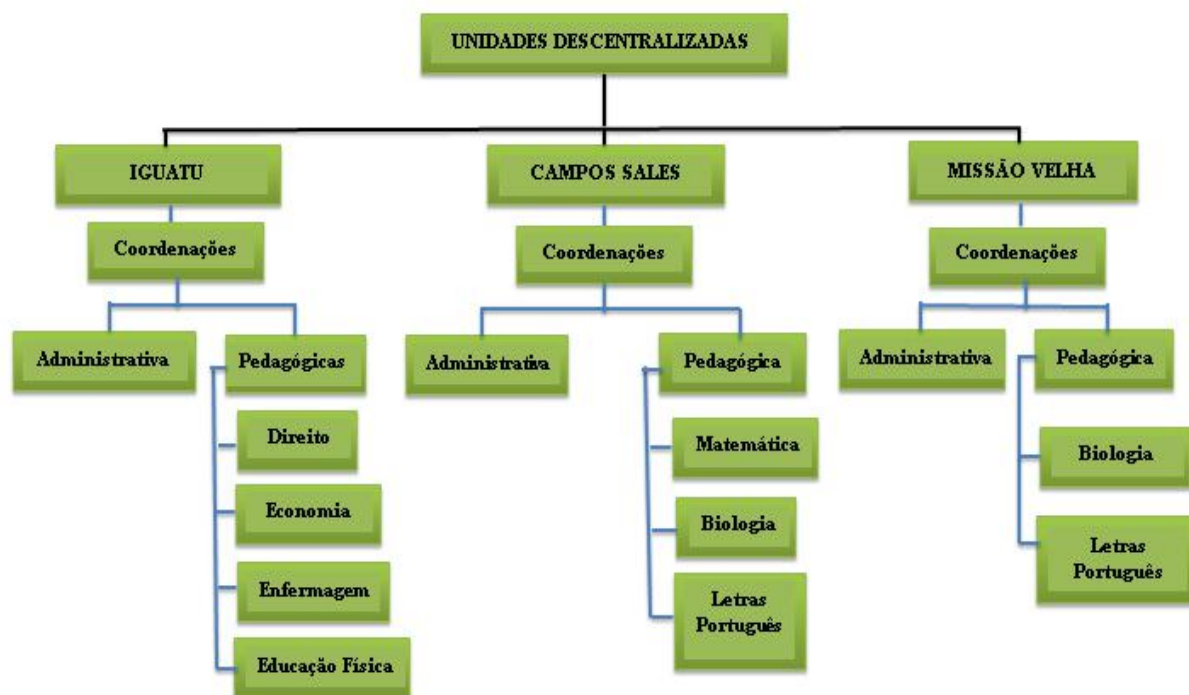 UNIDADES DESCENTRALIZADAS
IGUATU
CAMPOS SALES
MISSÃO VELHA
Coordenações
Coordenações
Coordenações
Administrativa
Pedagógicas
Administrativa
Pedagógica
Administrativa
Pedagógica
Direito
Economia
Enfermagem
Educação Física
Matemática
Biologia
Letras
Português
Biologia
Letras
Português